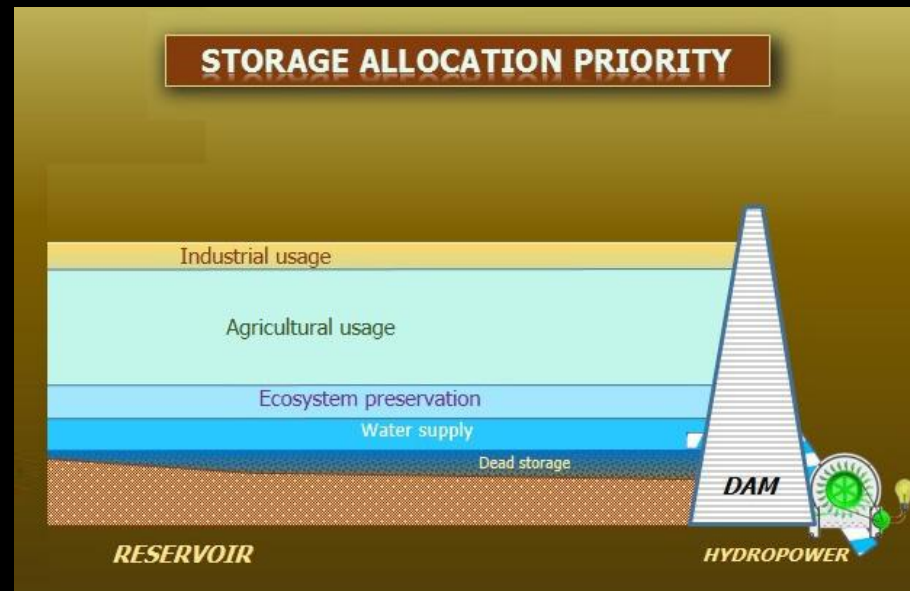 STORAGE ALLOCATION PRIORITY
Industrial usage
Agricultural usage
Ecosystem preservation
Water supply
Dead storage
DAM
RESERVOIR
HYDROPOWER